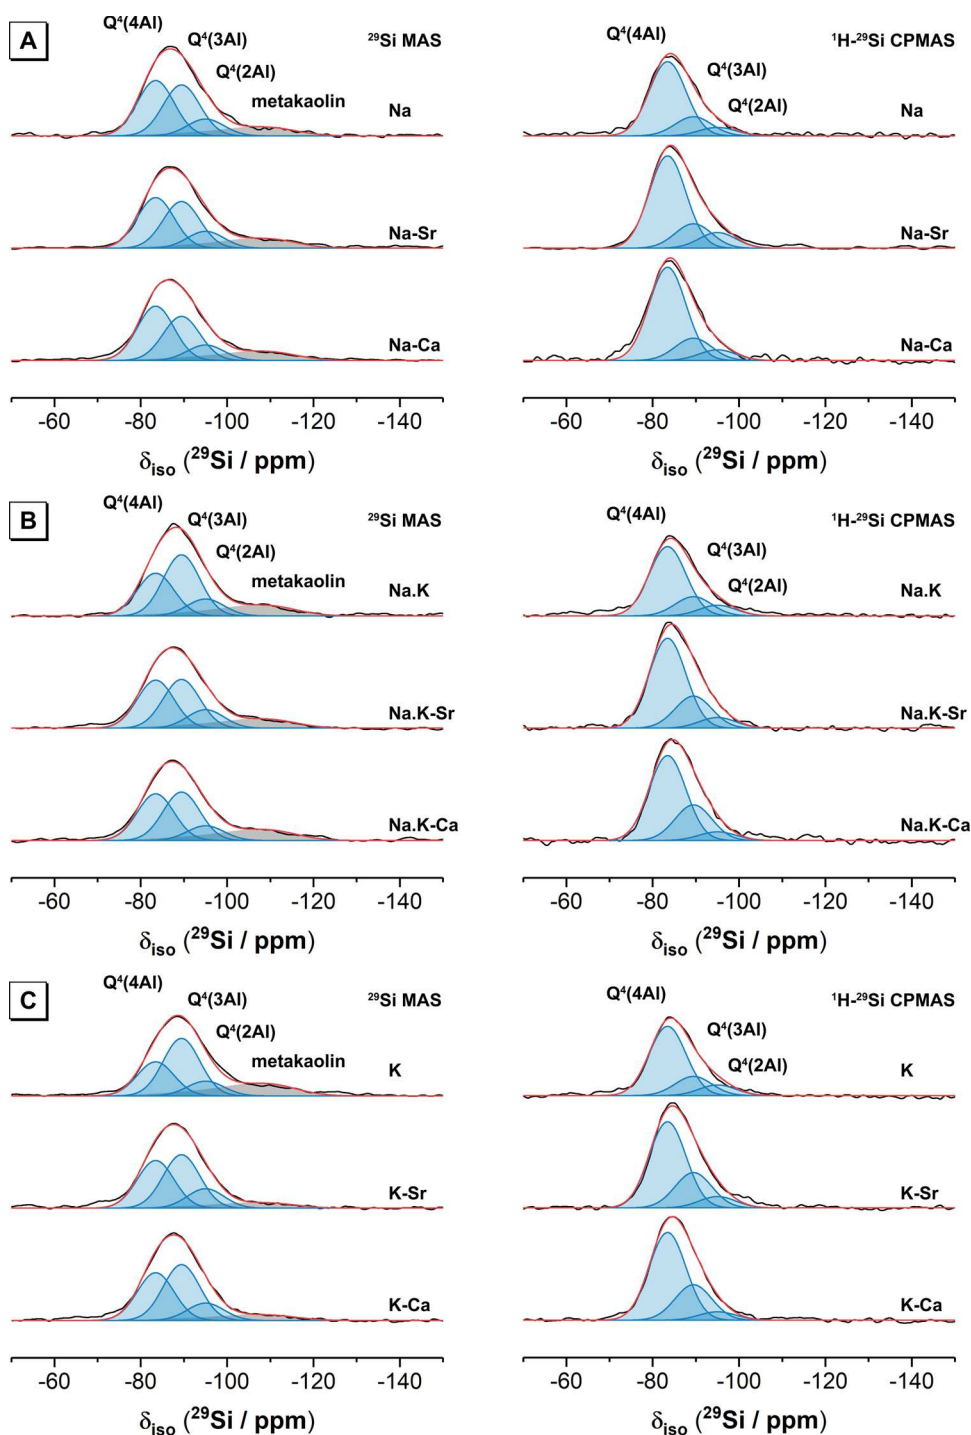 A
Q⁴(4Al)
Q⁴(3Al)
Q⁴(2Al)
metakaolin
²⁹Si MAS
Na
Na-Sr
Na-Ca
-60 -80 -100 -120 -140
δiso (²⁹Si / ppm)
Q⁴(4Al)
Q⁴(3Al)
Q⁴(2Al)
¹H-²⁹Si CPMAS
Na
Na-Sr
Na-Ca
-60 -80 -100 -120 -140
δiso (²⁹Si / ppm)
B
Q⁴(4Al)
Q⁴(3Al)
Q⁴(2Al)
metakaolin
²⁹Si MAS
Na.K
Na.K-Sr
Na.K-Ca
-60 -80 -100 -120 -140
δiso (²⁹Si / ppm)
Q⁴(4Al)
Q⁴(3Al)
Q⁴(2Al)
¹H-²⁹Si CPMAS
Na.K
Na.K-Sr
Na.K-Ca
-60 -80 -100 -120 -140
δiso (²⁹Si / ppm)
C
Q⁴(4Al)
Q⁴(3Al)
Q⁴(2Al)
metakaolin
²⁹Si MAS
K
K-Sr
K-Ca
-60 -80 -100 -120 -140
δiso (²⁹Si / ppm)
Q⁴(4Al)
Q⁴(3Al)
Q⁴(2Al)
¹H-²⁹Si CPMAS
K
K-Sr
K-Ca
-60 -80 -100 -120 -140
δiso (²⁹Si / ppm)